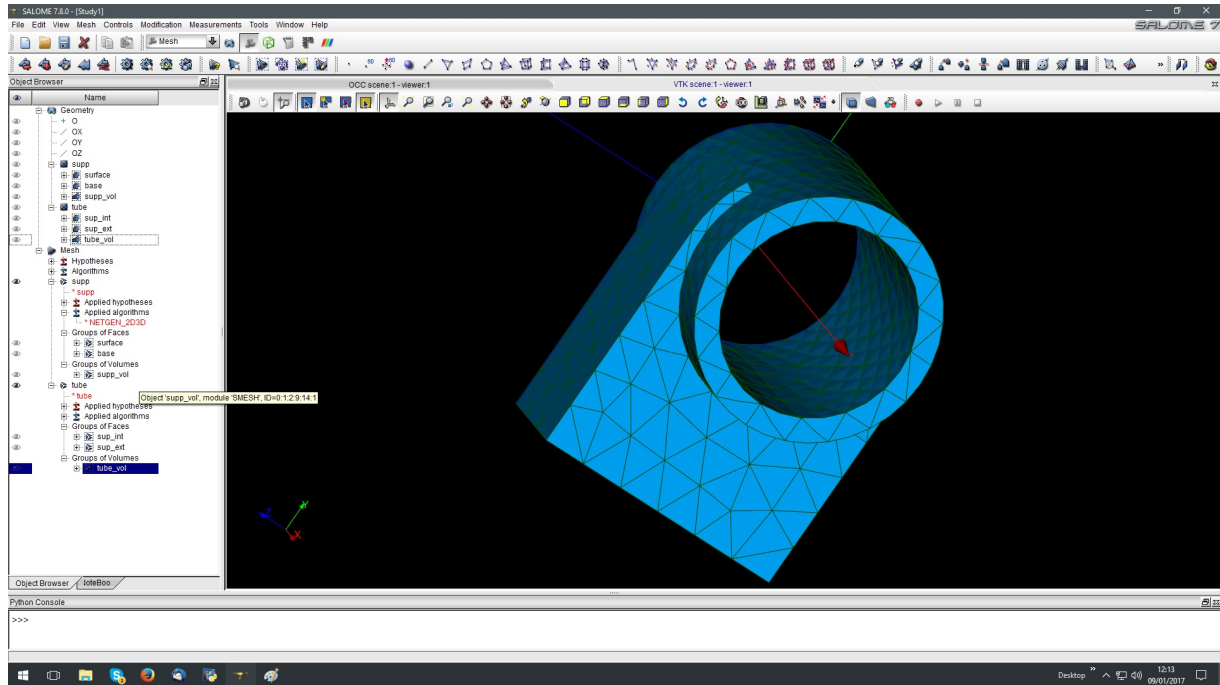 SALOME 7.8.0 - [Study1]
File Edit View Mesh Controls Modification Measurements Tools Window Help
SALOME 7
Mesh
Object Browser
OCC scene:1 - viewer:1
VTK scene:1 - viewer:1
Name
Geometry
O
OX
OY
OZ
supp
surface
base
supp_vol
tube
sup_int
sup_ext
tube_vol
Mesh
Hypotheses
Algorithms
supp
* supp
Applied hypotheses
Applied algorithms
* NETGEN_2D3D
Groups of Faces
surface
base
Groups of Volumes
supp_vol
tube
* tube
Object 'supp_vol', module 'SMESH', ID=0:1:2:9:14:1
Applied hypotheses
Applied algorithms
Groups of Faces
sup_int
sup_ext
Groups of Volumes
tube_vol
Z
Y
X
Object Browser
loteBoo
Python Console
>>>
Desktop
12:13
09/01/2017